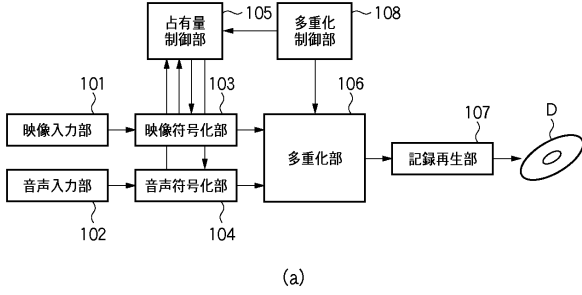 占有量
制御部
105
多重化
制御部
108
101
103
106
映像入力部
映像符号化部
多重化部
107
D
記録再生部
音声入力部
音声符号化部
102
104
(a)